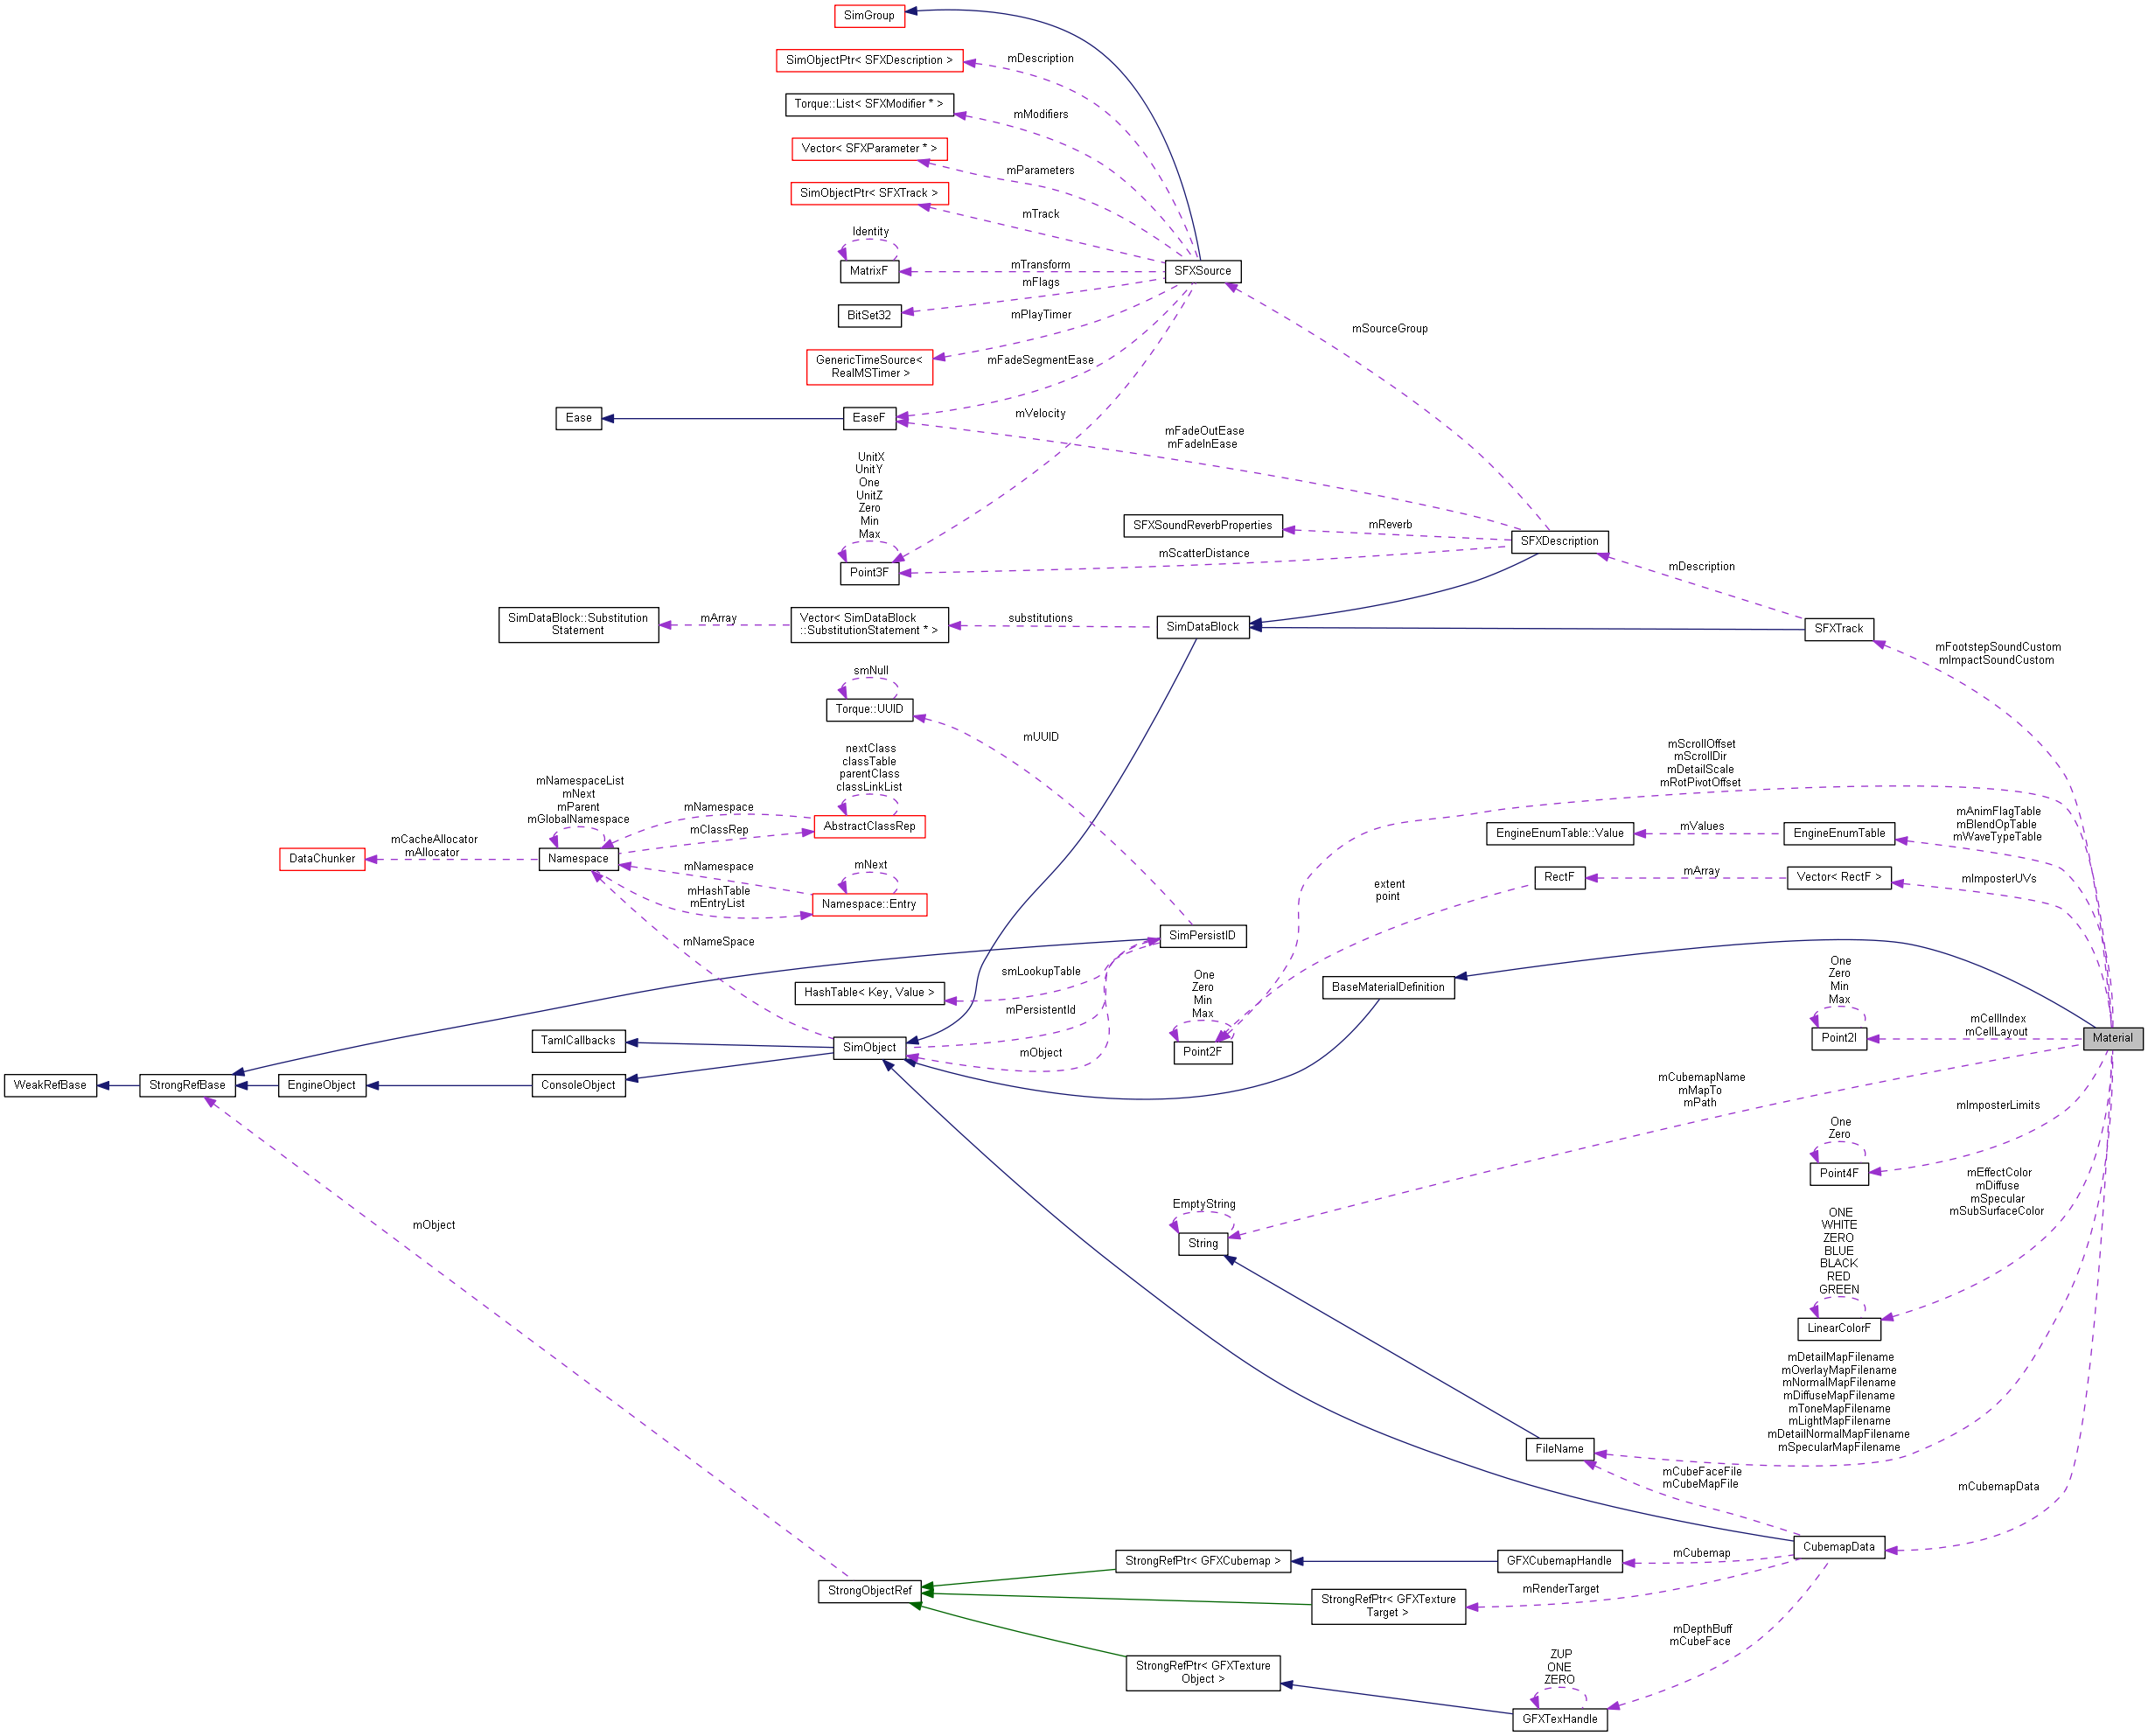 SimGroup
SimObjectPtr< SFXDescription >
mDescription
Torque::List< SFXModifier * >
mModifiers
Vector< SFXParameter * >
mParameters
SimObjectPtr< SFXTrack >
mTrack
Identity
MatrixF
mTransform
SFXSource
mFlags
BitSet32
mPlayTimer
mSourceGroup
GenericTimeSource<
RealMSTimer >
mFadeSegmentEase
Ease
EaseF
mVelocity
mFadeOutEase
mFadeInEase
UnitX
UnitY
One
UnitZ
Zero
Min
Max
SFXSoundReverbProperties
mReverb
SFXDescription
mScatterDistance
Point3F
mDescription
SimDataBlock::Substitution
Statement
mArray
Vector< SimDataBlock
::SubstitutionStatement * >
substitutions
SimDataBlock
SFXTrack
mFootstepSoundCustom
mImpactSoundCustom
smNull
Torque::UUID
mUUID
mScrollOffset
mScrollDir
mDetailScale
mRotPivotOffset
nextClass
classTable
parentClass
classLinkList
mNamespaceList
mNext
mParent
mGlobalNamespace
mNamespace
mClassRep
AbstractClassRep
mAnimFlagTable
mBlendOpTable
mWaveTypeTable
EngineEnumTable::Value
mValues
EngineEnumTable
mCacheAllocator
mAllocator
DataChunker
Namespace
mNamespace
mNext
mHashTable
mEntryList
Namespace::Entry
extent
point
RectF
mArray
Vector< RectF >
mImposterUVs
mNameSpace
SimPersistID
smLookupTable
HashTable< Key, Value >
mPersistentId
One
Zero
Min
Max
BaseMaterialDefinition
One
Zero
Min
Max
mCellIndex
mCellLayout
TamlCallbacks
SimObject
mObject
Point2F
Point2I
Material
WeakRefBase
StrongRefBase
EngineObject
ConsoleObject
mCubemapName
mMapTo
mPath
mImposterLimits
One
Zero
Point4F
mEffectColor
mDiffuse
mSpecular
mSubSurfaceColor
mObject
EmptyString
String
ONE
WHITE
ZERO
BLUE
BLACK
RED
GREEN
LinearColorF
mDetailMapFilename
mOverlayMapFilename
mNormalMapFilename
mDiffuseMapFilename
mToneMapFilename
mLightMapFilename
mDetailNormalMapFilename
mSpecularMapFilename
FileName
mCubeFaceFile
mCubeMapFile
mCubemapData
CubemapData
StrongRefPtr< GFXCubemap >
GFXCubemapHandle
mCubemap
StrongObjectRef
mRenderTarget
StrongRefPtr< GFXTexture
Target >
mDepthBuff
mCubeFace
StrongRefPtr< GFXTexture
Object >
ZUP
ONE
ZERO
GFXTexHandle